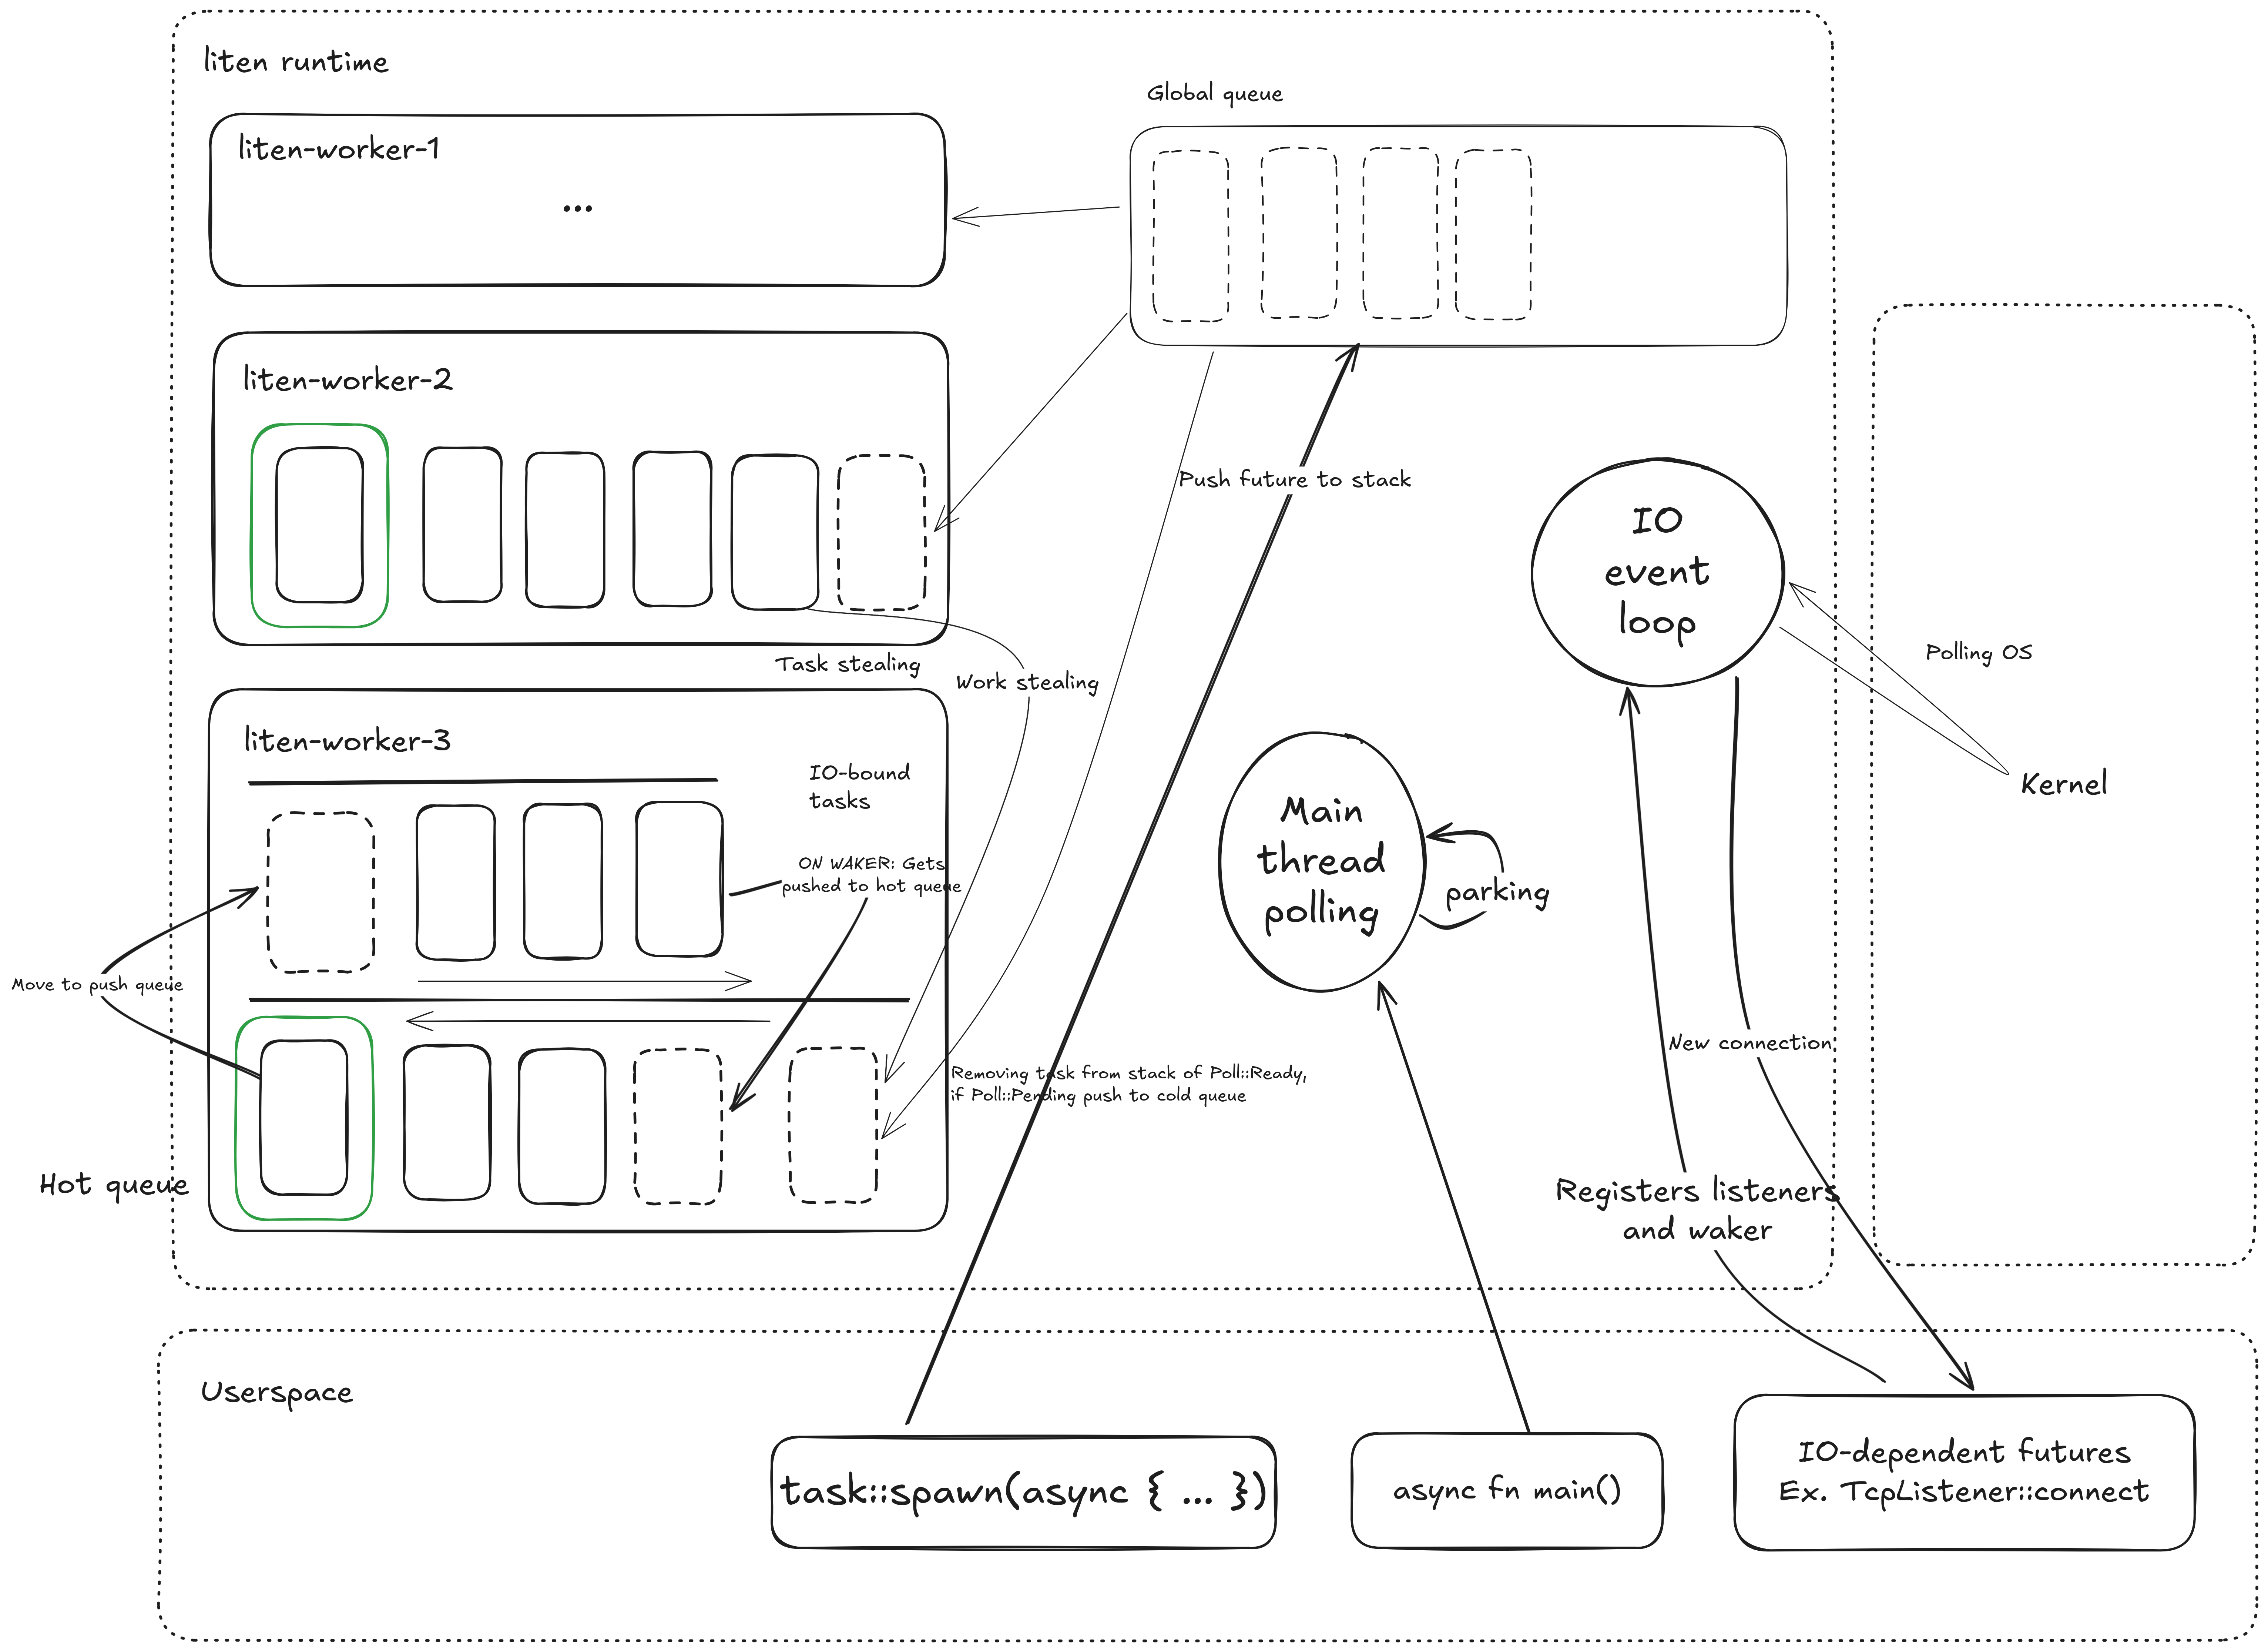 liten runtime
Global queue
liten-worker-1
...
liten-worker-2
Push future to stack
IO
event
loop
Polling OS
Task stealing
Work stealing
liten-worker-3
IO-bound
tasks
Kernel
Main
thread
polling
parking
ON WAKER: Gets
pushed to hot queue
Move to push queue
New connection
Removing task from stack of Poll::Ready,
if Poll::Pending push to cold queue
Hot queue
Registers listeners
and waker
Userspace
task::spawn(async { ... })
async fn main()
IO-dependent futures
Ex. TcpListener::connect